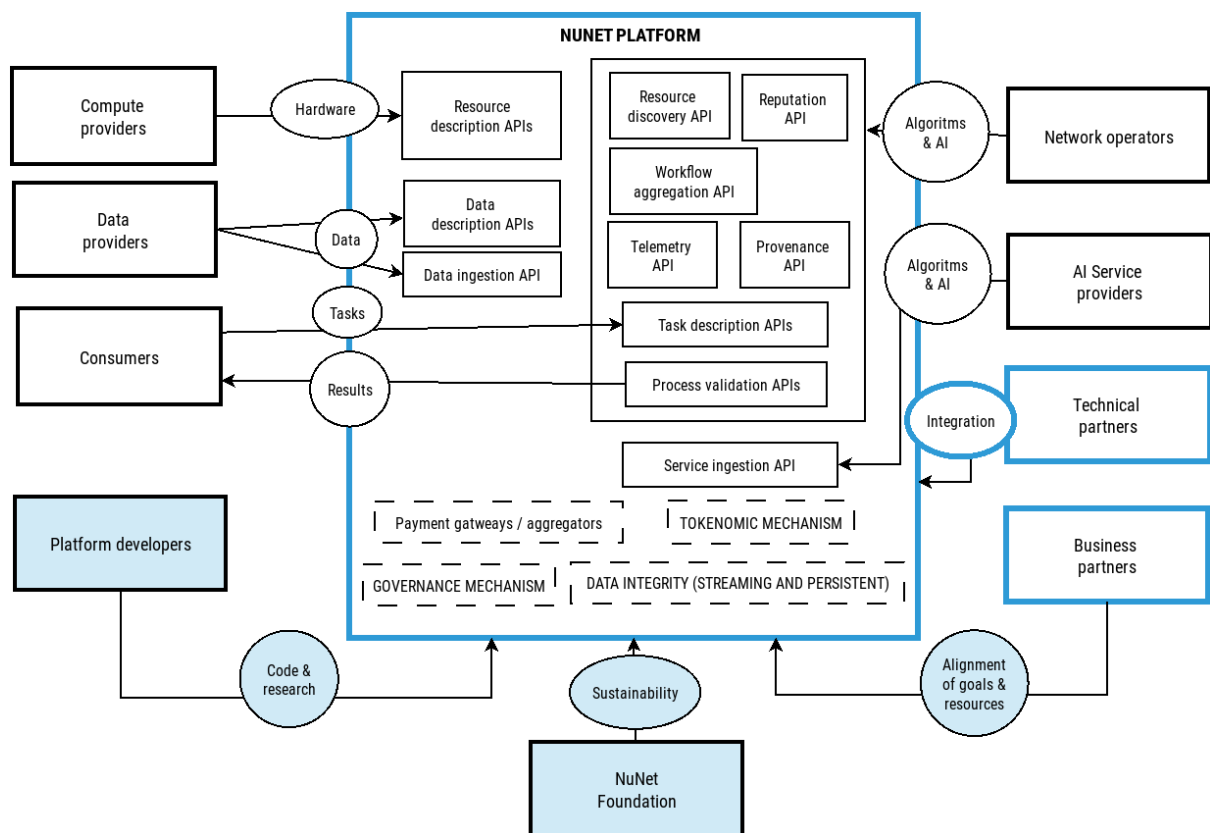 NUNET PLATFORM
Compute
providers
Hardware
Resource
description APIs
Resource
discovery API
Reputation
API
Algoritms
& AI
Network operators
Workflow
aggregation API
Data
providers
Data
Data
description APIs
Data ingestion API
Telemetry
API
Provenance
API
Algoritms
& AI
AI Service
providers
Consumers
Tasks
Task description APIs
Results
Process validation APIs
Integration
Technical
partners
Service ingestion API
Platform developers
Payment gatweays / aggregators
TOKENOMIC MECHANISM
Business
partners
GOVERNANCE MECHANISM
DATA INTEGRITY (STREAMING AND PERSISTENT)
Code &
research
Sustainability
Alignment
of goals &
resources
NuNet
Foundation